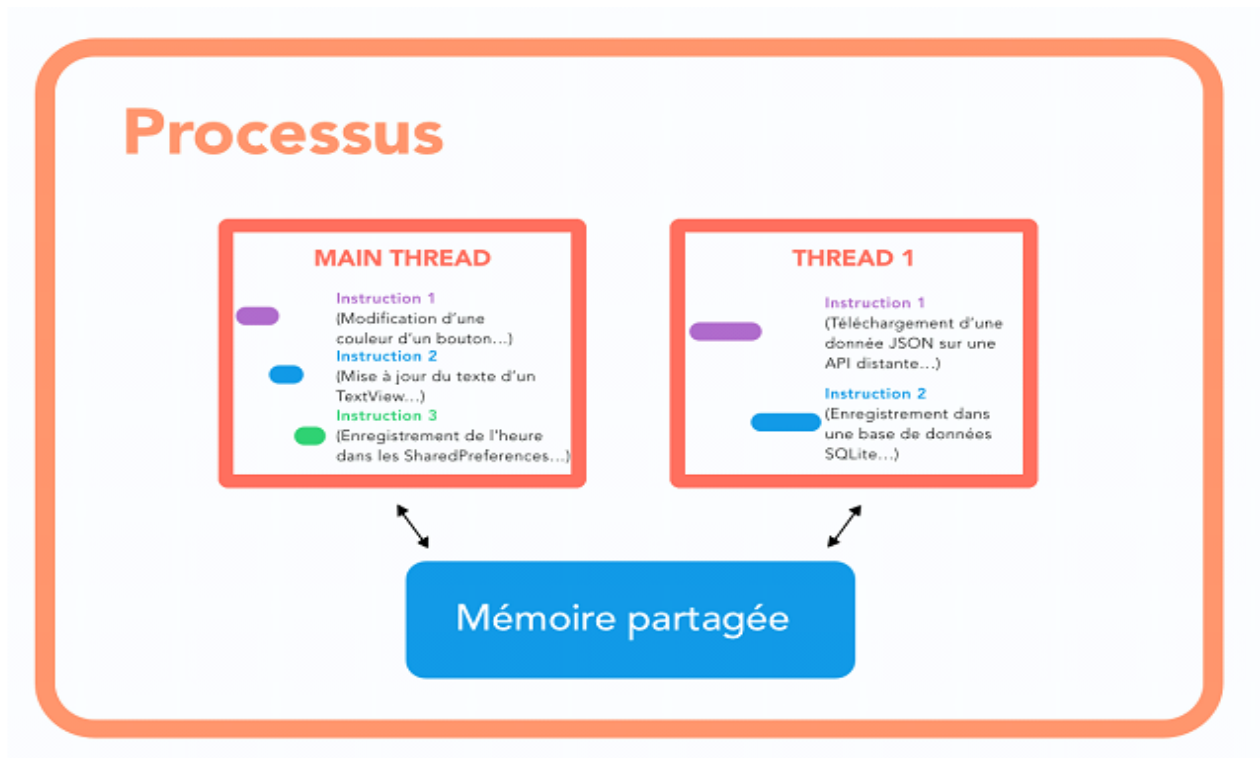 Processus
MAIN THREAD
Instruction 1
(Modification d'une
couleur d'un bouton...)
Instruction 2
(Mise à jour du texte d'un
TextView...)
Instruction 3
(Enregistrement de l'heure
dans les SharedPreferences...)
THREAD 1
Instruction 1
(Téléchargement d'une
donnée JSON sur une
API distante...)
Instruction 2
(Enregistrement dans
une base de données
SQLite...)
Mémoire partagée